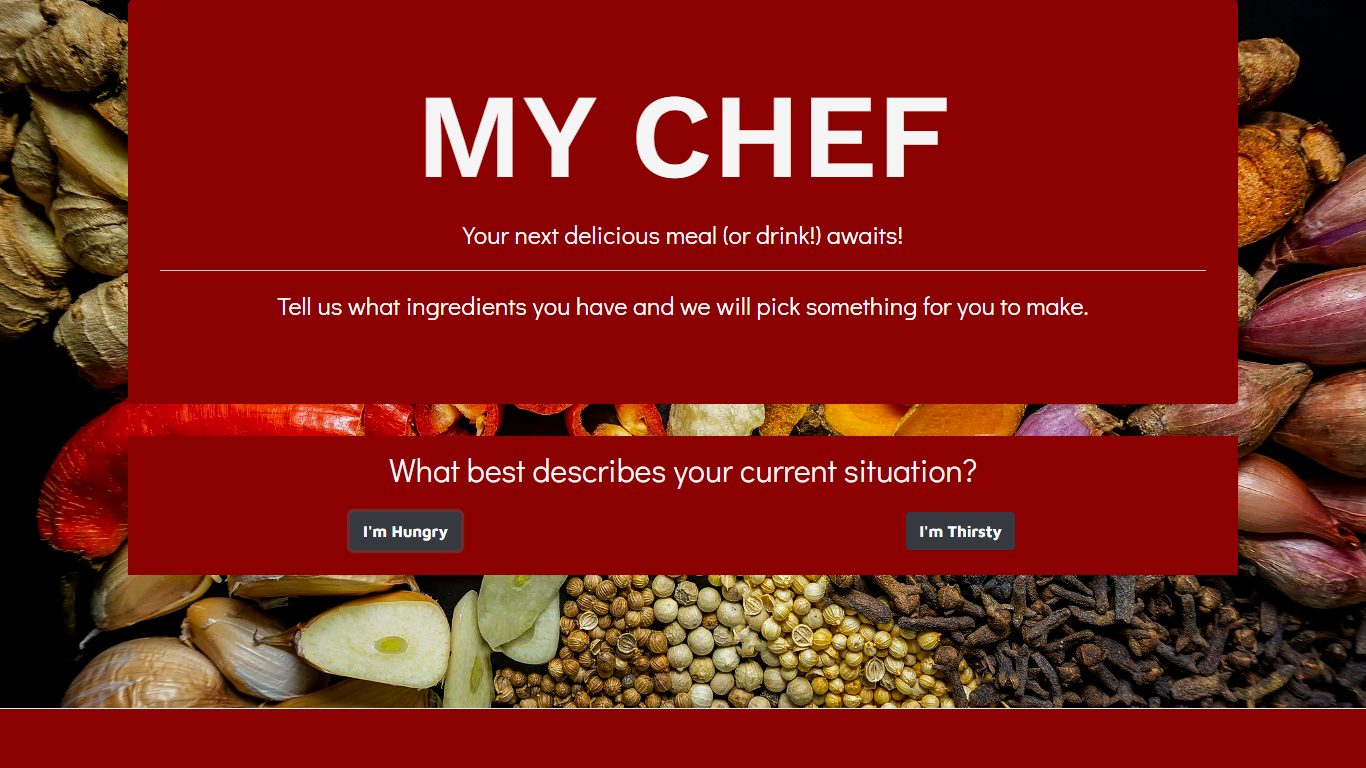 MY CHEF
Your next delicious meal (or drink!) awaits!
Tell us what ingredients you have and we will pick something for you to make.
What best describes your current situation?
I'm Hungry
I'm Thirsty